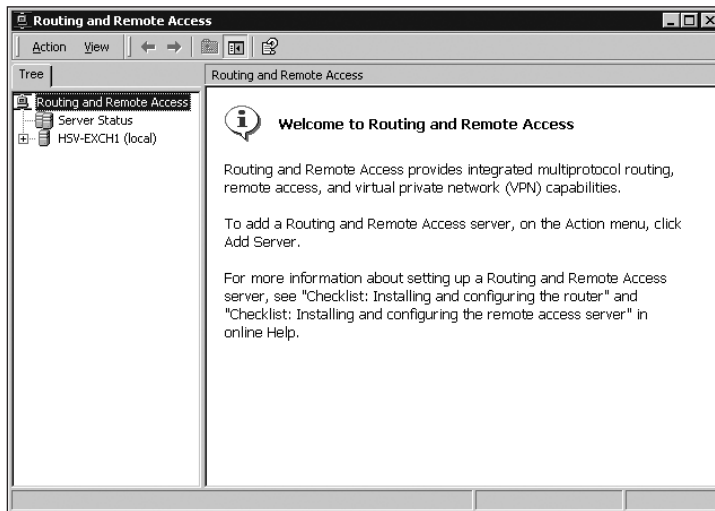 Routing and Remote Access
Action View
Tree
Routing and Remote Access
Routing and Remote Access
Server Status
HSV-EXCH1 (local)
Welcome to Routing and Remote Access
Routing and Remote Access provides integrated multiprotocol routing,
remote access, and virtual private network (VPN) capabilities.
To add a Routing and Remote Access server, on the Action menu, click
Add Server.
For more information about setting up a Routing and Remote Access
server, see "Checklist: Installing and configuring the router" and
"Checklist: Installing and configuring the remote access server" in
online Help.